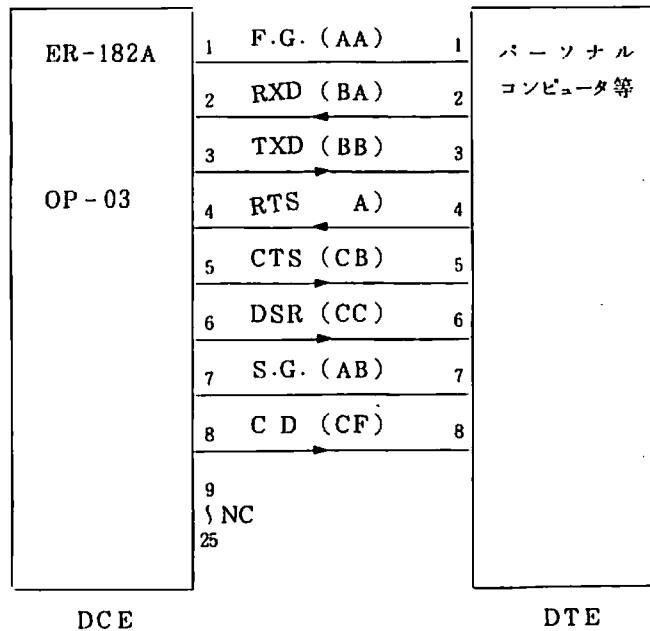 ER-182A
OP-03
1 F.G. (AA) 1
2 RXD (BA) 2
3 TXD (BB) 3
4 RTS A) 4
5 CTS (CB) 5
6 DSR (CC) 6
7 S.G. (AB) 7
8 CD (CF) 8
9
〜 NC
25
パーソナル
コンピュータ等
DCE
DTE